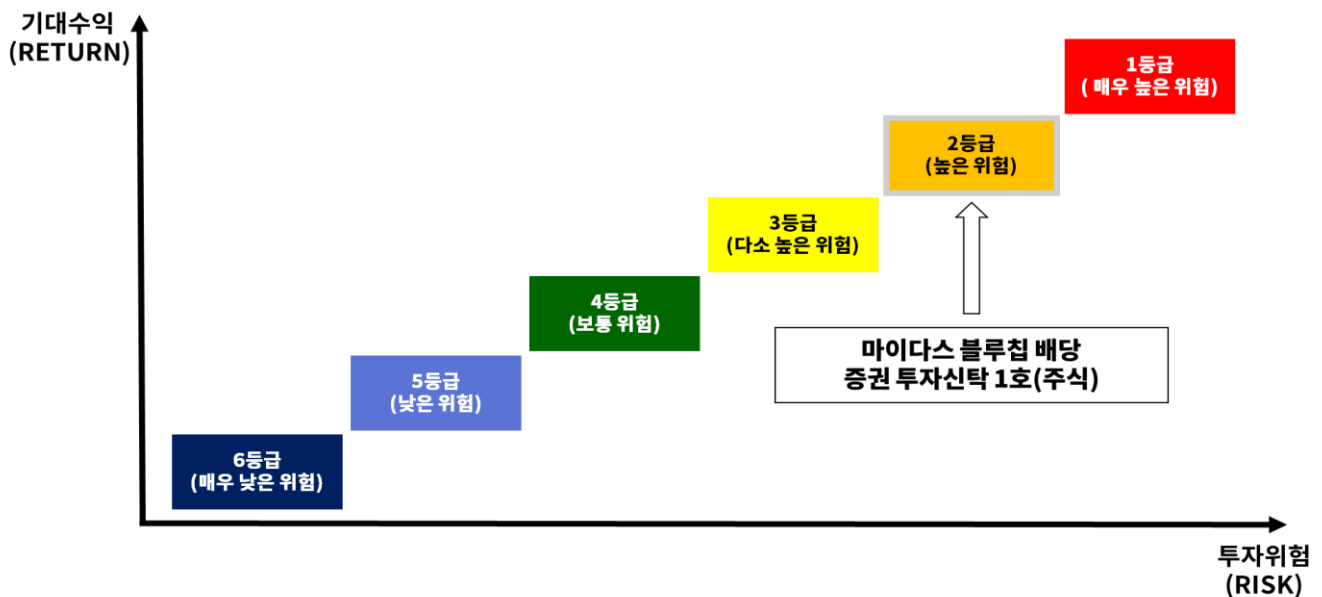 기대수익
(RETURN)
1등급
( 매우 높은 위험)
2등급
(높은 위험)
3등급
(다소 높은 위험)
4등급
(보통 위험)
마이다스 블루칩 배당
증권 투자신탁 1호(주식)
5등급
(낮은 위험)
6등급
(매우 낮은 위험)
투자위험
(RISK)